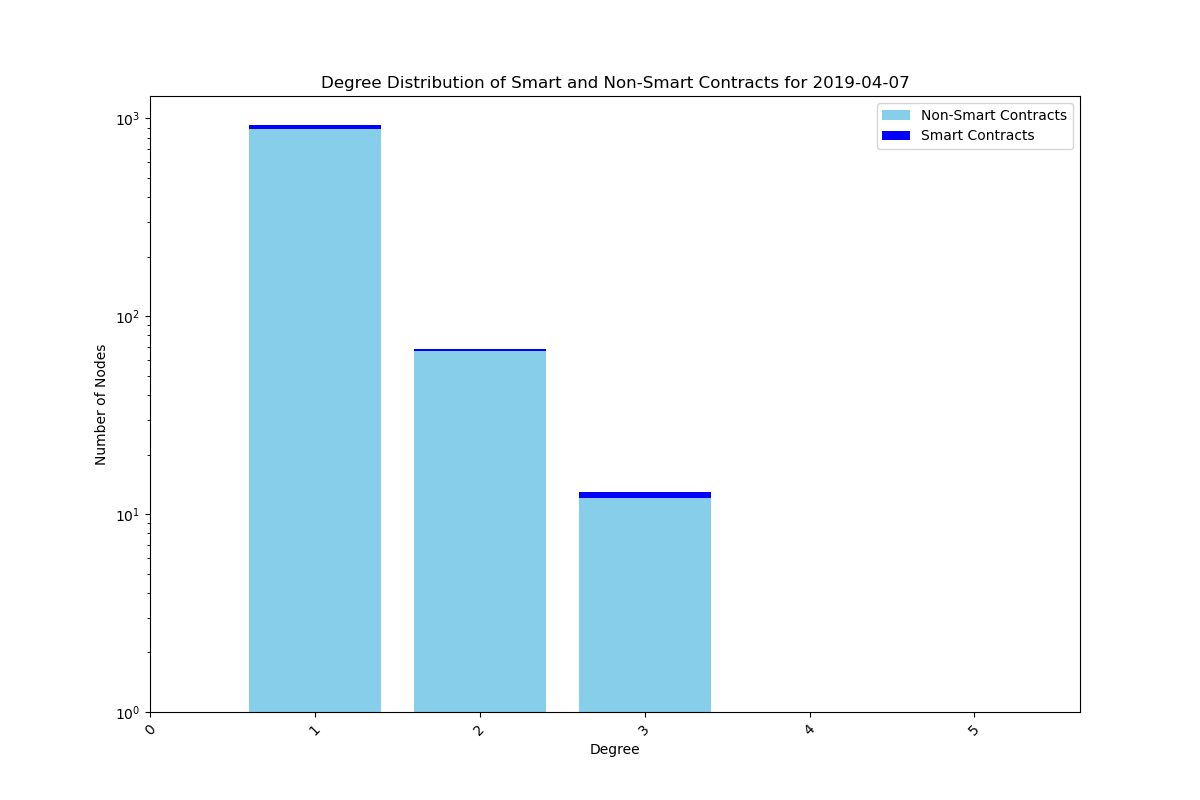 Degree Distribution of Smart and Non-Smart Contracts for 2019-04-07
Non-Smart Contracts
Smart Contracts
Number of Nodes
10³
10²
10¹
10⁰
0 1 2 3 4 5
Degree